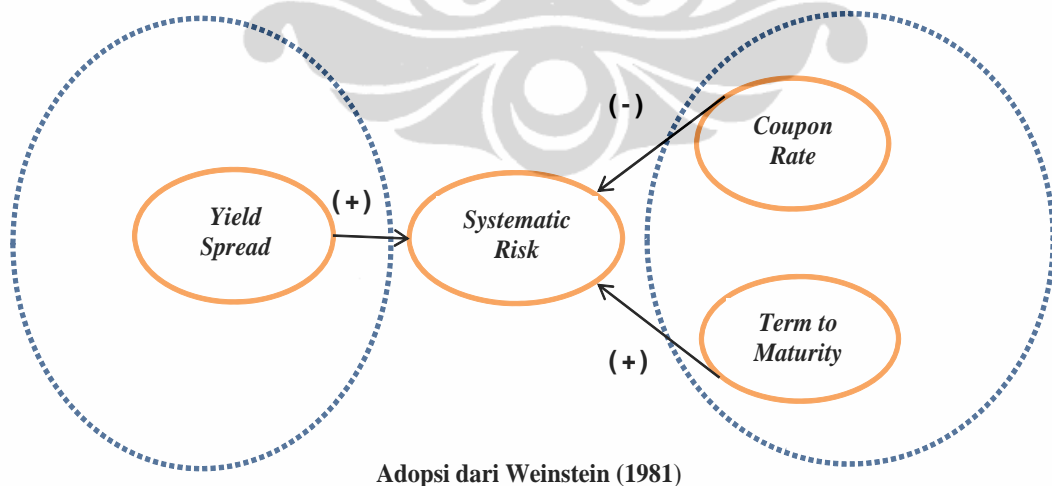 (-)
Coupon
Rate
(+)
Yield
Spread
Systematic
Risk
Term to
Maturity
(+)
Adopsi dari Weinstein (1981)